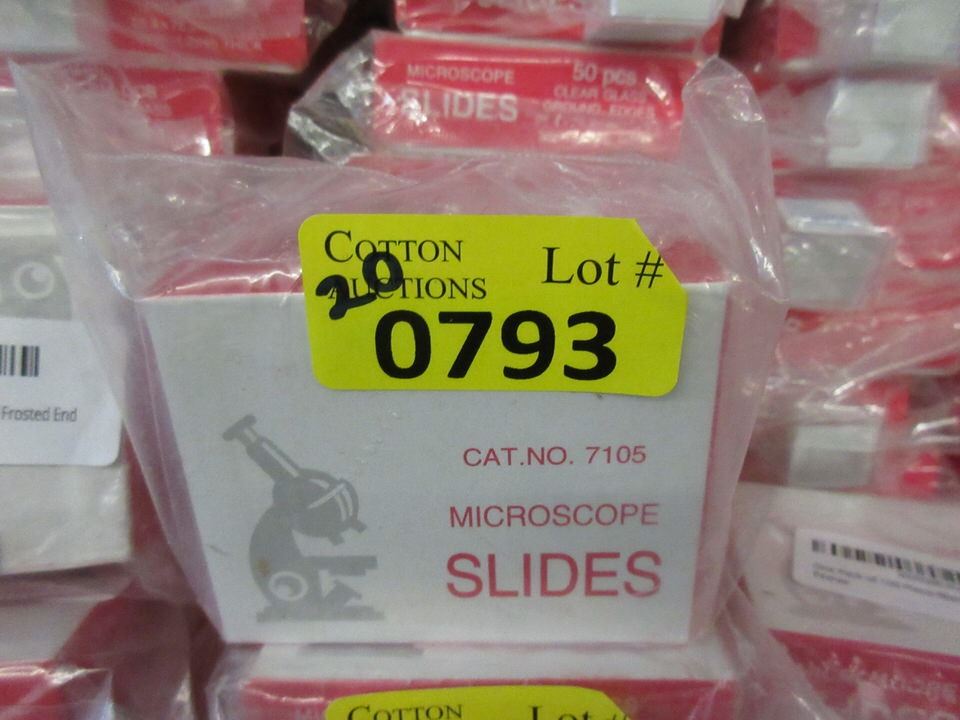 MICROSCOPE
SLIDES
50 pcs
CLEAR GLASS
GROUND EDGES
COTTON
AUCTIONS
Lot #
20
0793
Frosted End
CAT.NO. 7105
MICROSCOPE
SLIDES
COTTON
Lot #